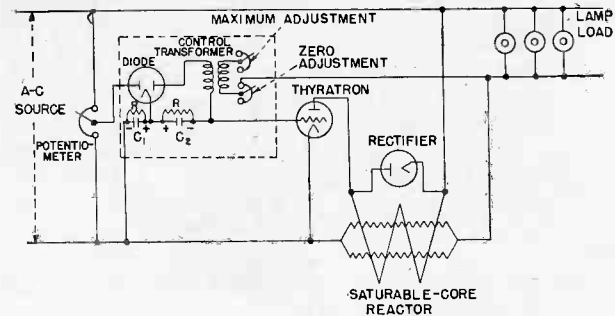 MAXIMUM ADJUSTMENT
LAMP
LOAD
CONTROL
TRANSFORMER
ZERO
ADJUSTMENT
DIODE
THYRATRON
A-C
SOURCE
R
R
- + + -
C1
C2
POTENTIO-
METER
RECTIFIER
SATURABLE-CORE
REACTOR